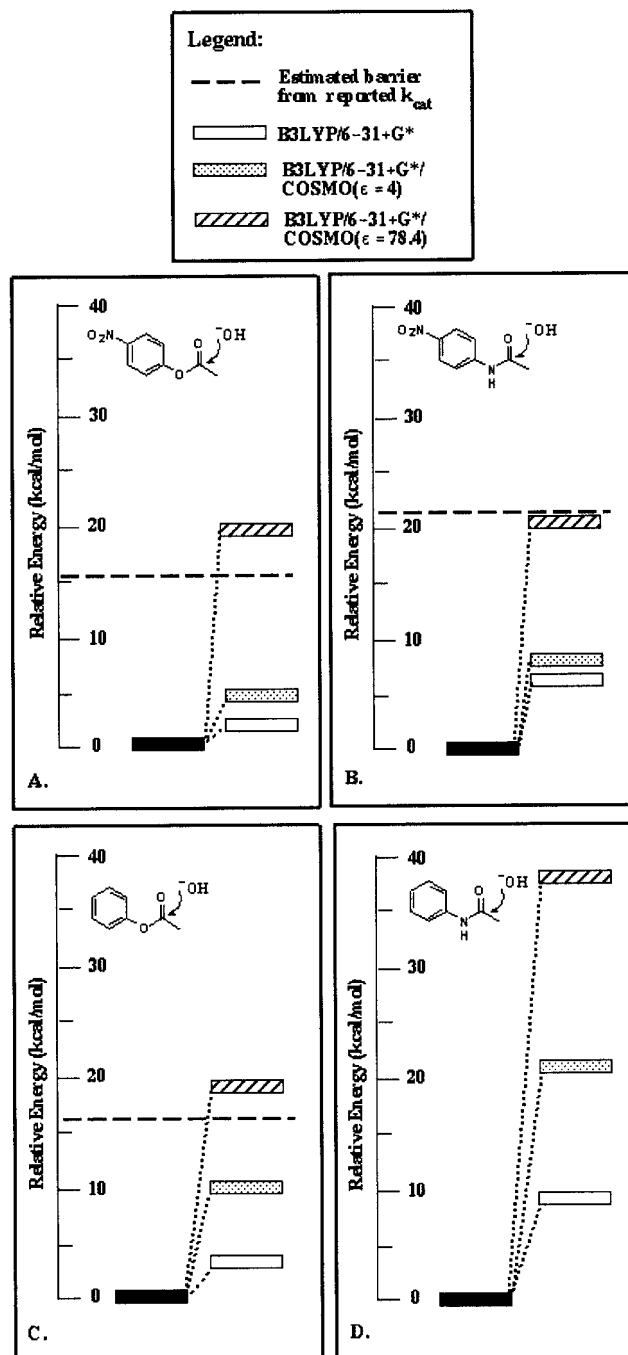 Legend:
Estimated barrier
from reported kcat
B3LYP/6-31+G*
B3LYP/6-31+G*/
COSMO(ε = 4)
B3LYP/6-31+G*/
COSMO(ε = 78.4)
40
30
20
10
0
Relative Energy (kcal/mol)
O₂N
O
O
⁻OH
A.
40
30
20
10
0
Relative Energy (kcal/mol)
O₂N
N
H
O
⁻OH
B.
40
30
20
10
0
Relative Energy (kcal/mol)
O
O
⁻OH
C.
40
30
20
10
0
Relative Energy (kcal/mol)
N
H
O
⁻OH
D.